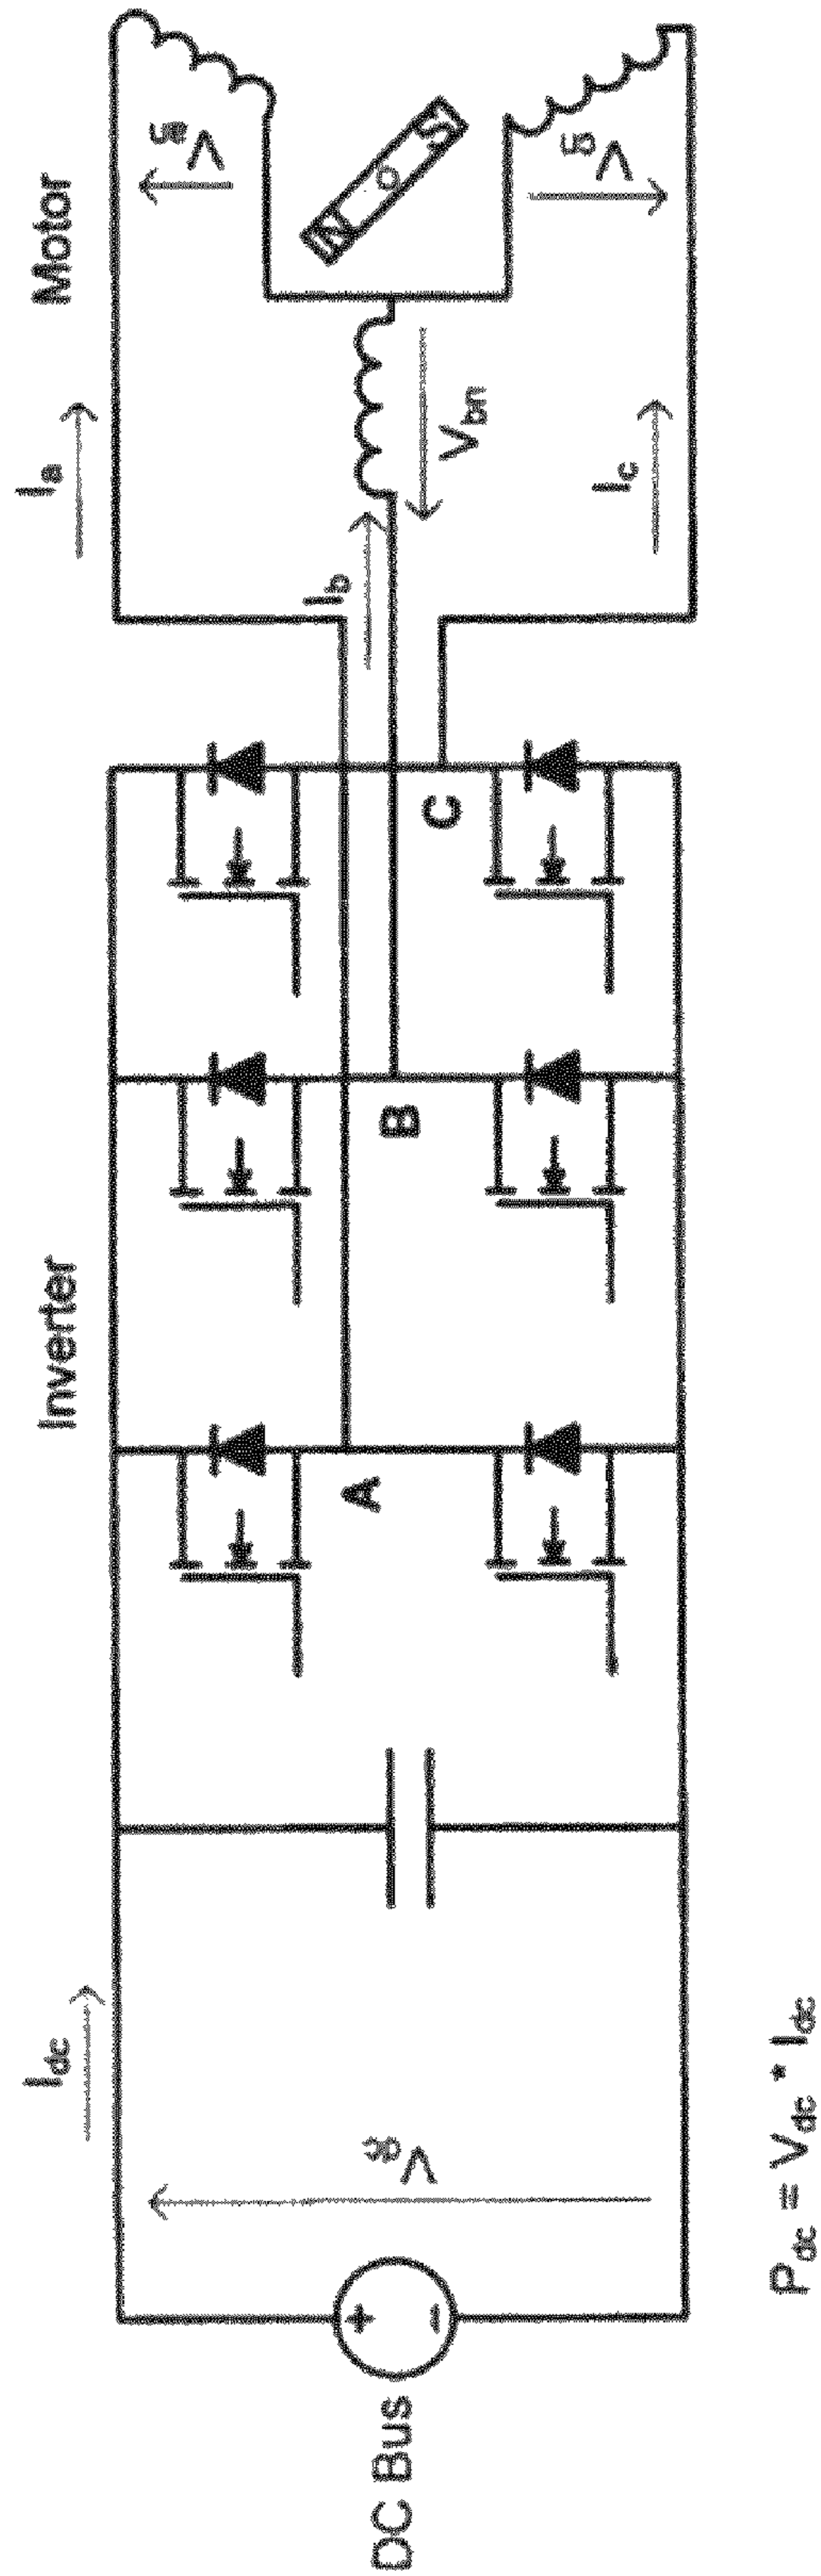 Inverter
Motor
I_dc
I_a
V_an
N
o
S
A
I_b
V_bn
B
I_c
V_cn
C
DC Bus
+
-
V_dc
P_dc = V_dc * I_dc